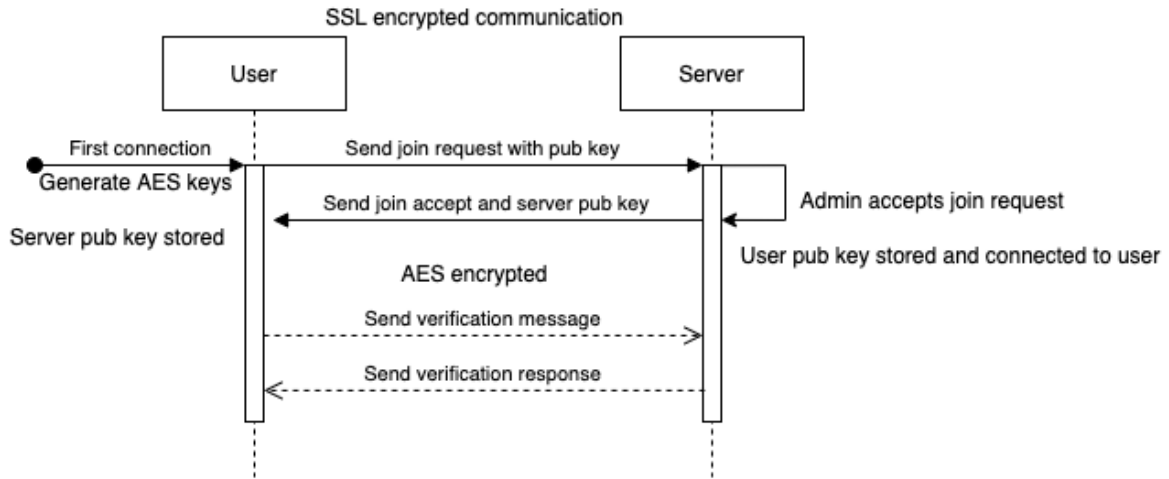 SSL encrypted communication
User
Server
First connection
Send join request with pub key
Generate AES keys
Send join accept and server pub key
Admin accepts join request
Server pub key stored
User pub key stored and connected to user
AES encrypted
Send verification message
Send verification response